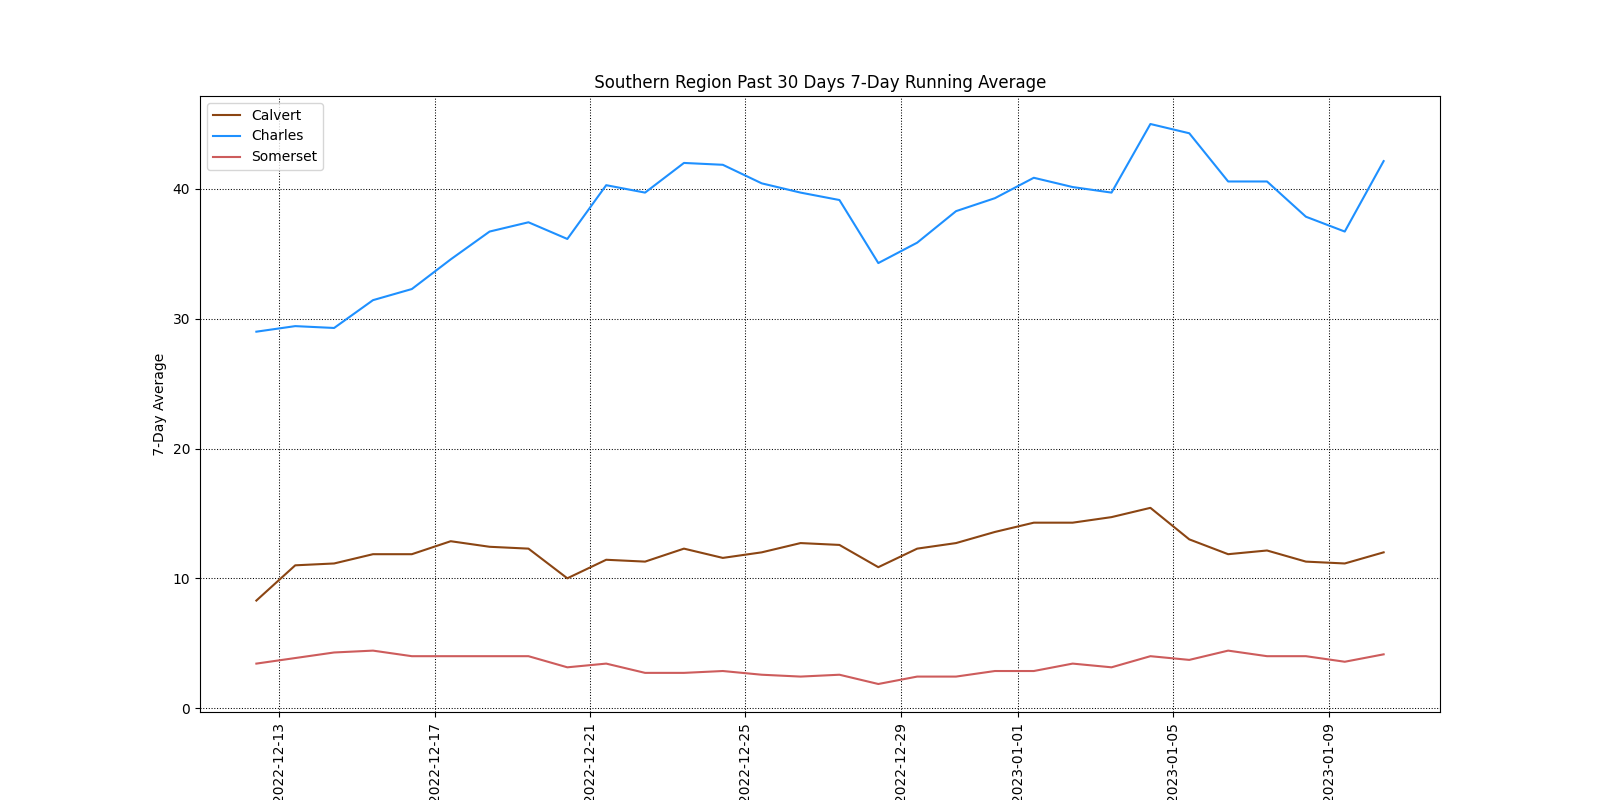 Southern Region Past 30 Days 7-Day Running Average
Calvert
Charles
Somerset
7-Day Average
40
30
20
10
0
2022-12-13
2022-12-17
2022-12-21
2022-12-25
2022-12-29
2023-01-01
2023-01-05
2023-01-09